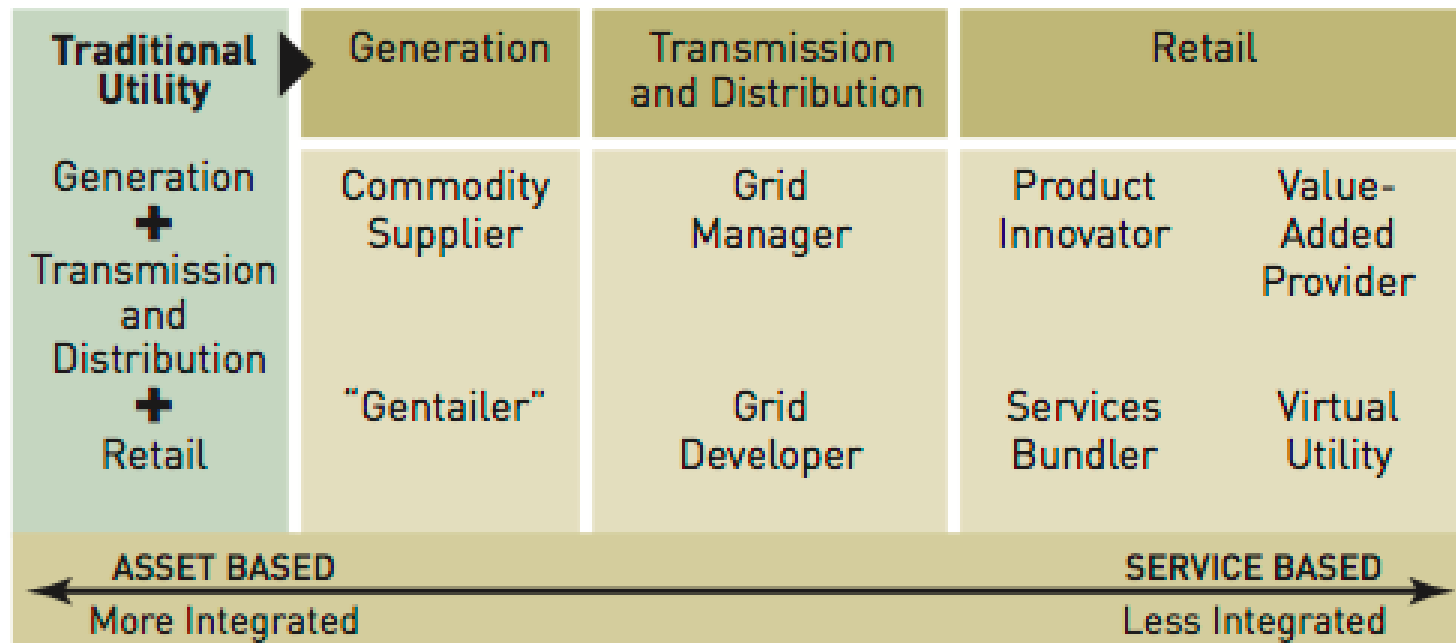 Traditional
Utility
Generation
+
Transmission
and
Distribution
+
Retail
Generation
Commodity
Supplier
“Gentailer”
Transmission
and Distribution
Grid
Manager
Grid
Developer
Retail
Product
Innovator
Value-
Added
Provider
Services
Bundler
Virtual
Utility
ASSET BASED
More Integrated
SERVICE BASED
Less Integrated